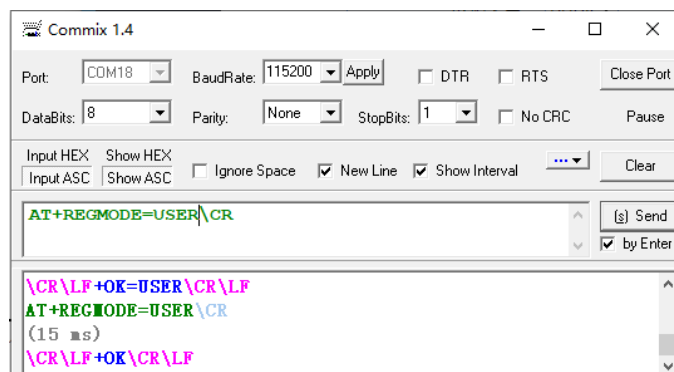 Commix 1.4
Port: COM18 BaudRate: 115200 Apply DTR RTS Close Port
DataBits: 8 Parity: None StopBits: 1 No CRC Pause
Input HEX Show HEX
Input ASC Show ASC Ignore Space New Line Show Interval ... Clear
AT+REGMODE=USER\CR
(s) Send
by Enter
\CR\LF+OK=USER\CR\LF
AT+REGMODE=USER\CR
(15 ms)
\CR\LF+OK\CR\LF